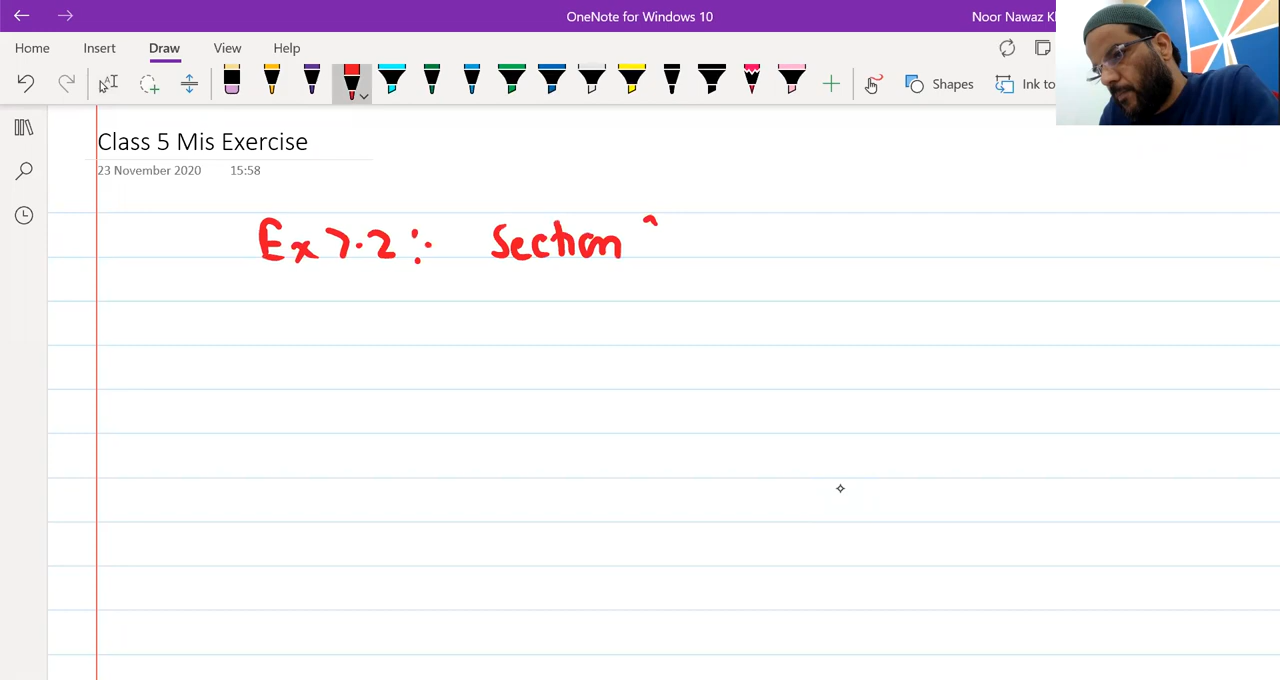 OneNote for Windows 10
Noor Nawaz
Home Insert Draw View Help
Shapes Ink to
Class 5 Mis Exercise
23 November 2020 15:58
Ex 7.2 : Section